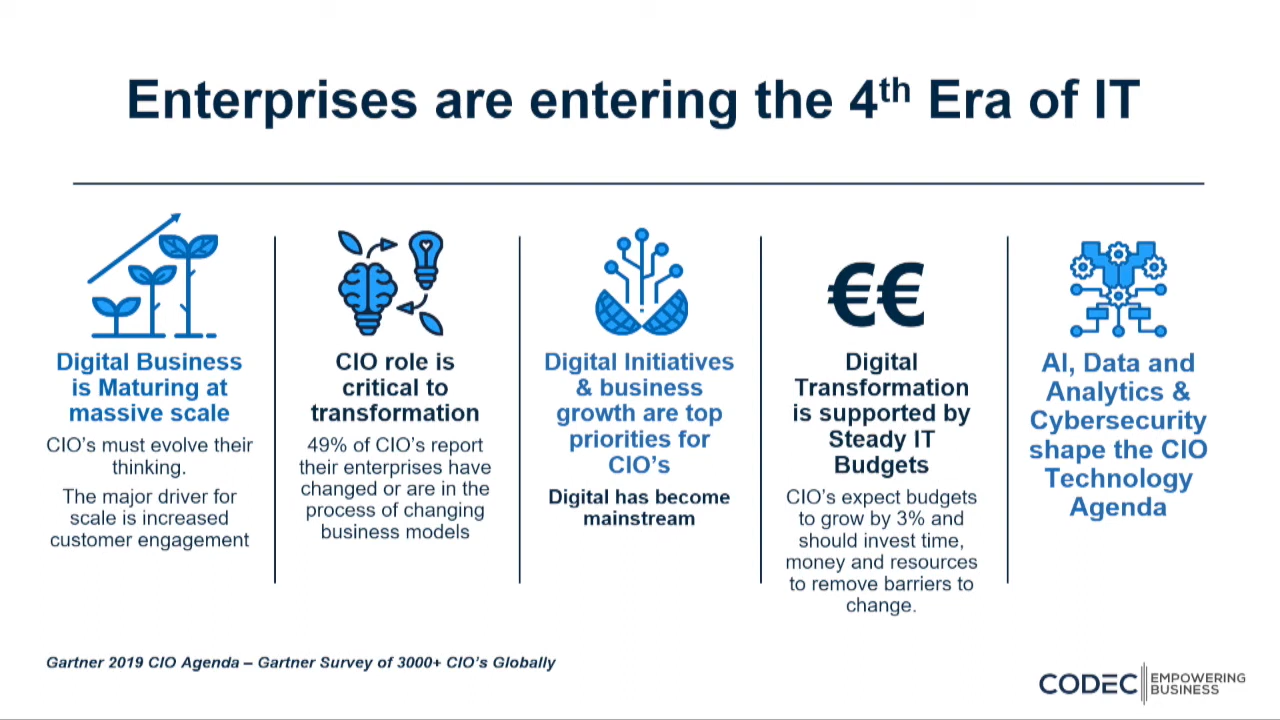 Enterprises are entering the 4th Era of IT
Digital Business
is Maturing at
massive scale
CIO's must evolve their
thinking.
The major driver for
scale is increased
customer engagement
CIO role is
critical to
transformation
49% of CIO's report
their enterprises have
changed or are in the
process of changing
business models
Digital Initiatives
& business
growth are top
priorities for
CIO's
Digital has become
mainstream
€€
Digital
Transformation
is supported by
Steady IT
Budgets
CIO's expect budgets
to grow by 3% and
should invest time,
money and resources
to remove barriers to
change.
AI, Data and
Analytics &
Cybersecurity
shape the CIO
Technology
Agenda
Gartner 2019 CIO Agenda – Gartner Survey of 3000+ CIO's Globally
CODEC EMPOWERING
BUSINESS